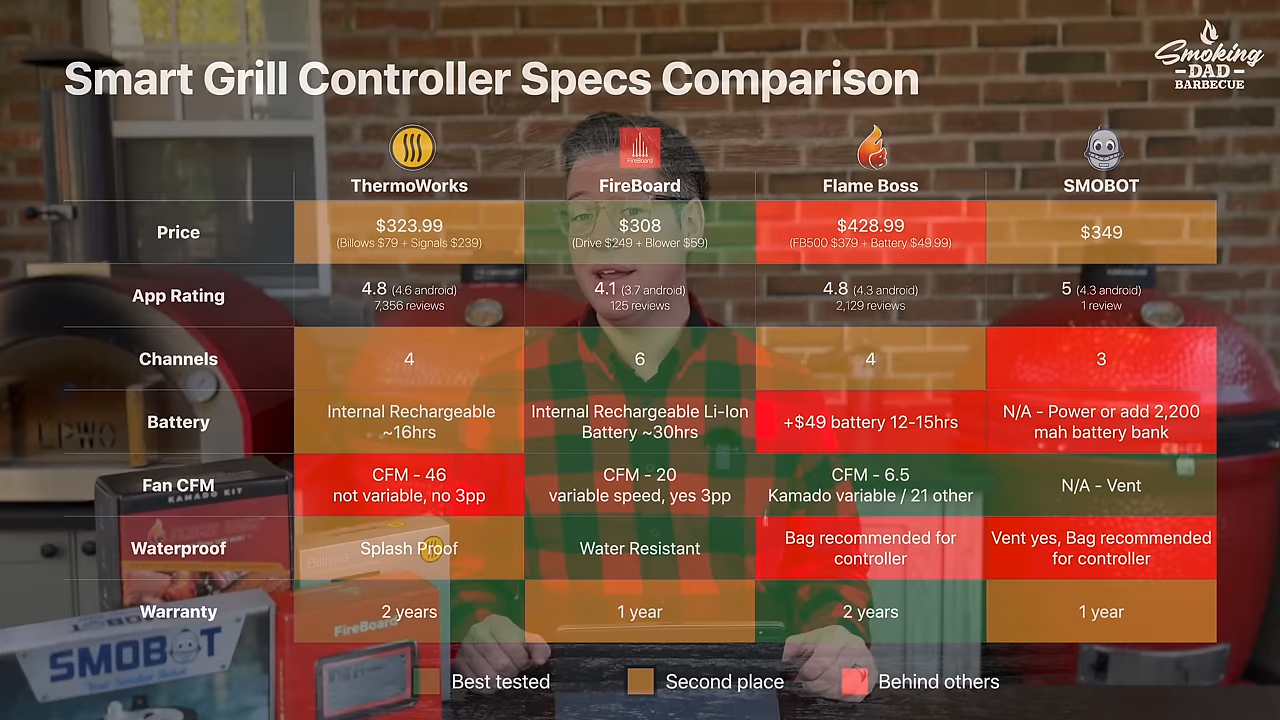 Smart Grill Controller Specs Comparison
Smoking
DAD
BARBECUE
ThermoWorks
FireBoard
FireBoard
Flame Boss
SMOBOT
Price
$323.99
(Billows $79 + Signals $239)
$308
(Drive $249 + Blower $59)
$428.99
(FB500 $379 + Battery $49.99)
$349
App Rating
4.8 (4.6 android)
7,356 reviews
4.1 (3.7 android)
125 reviews
4.8 (4.3 android)
2,129 reviews
5 (4.3 android)
1 review
Channels
4
6
4
3
Battery
Internal Rechargeable
~16hrs
Internal Rechargeable Li-Ion
Battery ~30hrs
+$49 battery 12-15hrs
N/A - Power or add 2,200
mah battery bank
Fan CFM
CFM - 46
not variable, no 3pp
CFM - 20
variable speed, yes 3pp
CFM - 6.5
Kamado variable / 21 other
N/A - Vent
KAMADO KIT
Waterproof
Splash Proof
Water Resistant
Bag recommended for
controller
Vent yes, Bag recommended
for controller
Billows
Warranty
2 years
1 year
2 years
1 year
FireBoard
SMOBOT
Best tested
Second place
Behind others